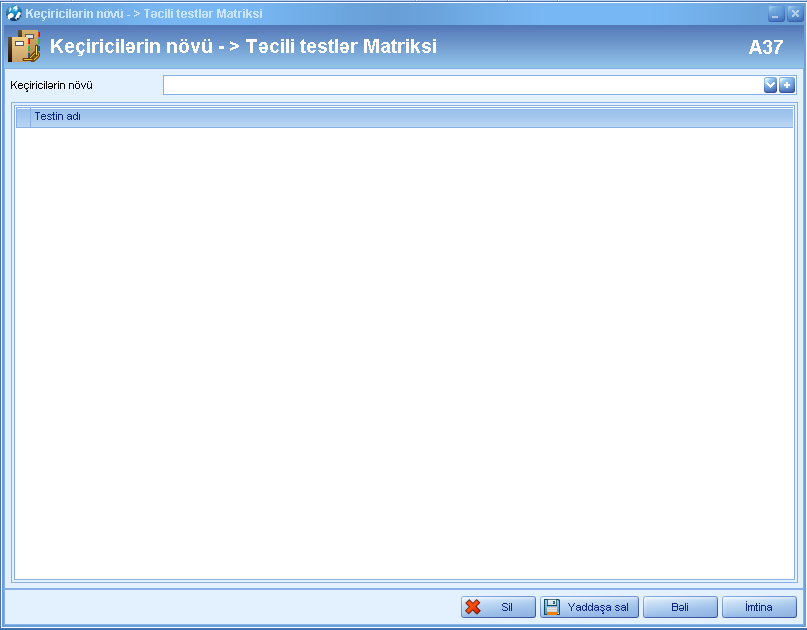 Keçiricilərin növü - > Təcili testlər Matriksi
Keçiricilərin növü - > Təcili testlər Matriksi
A37
Keçiricilərin növü
Testin adı
Sil
Yaddaşa sal
Bəli
İmtina